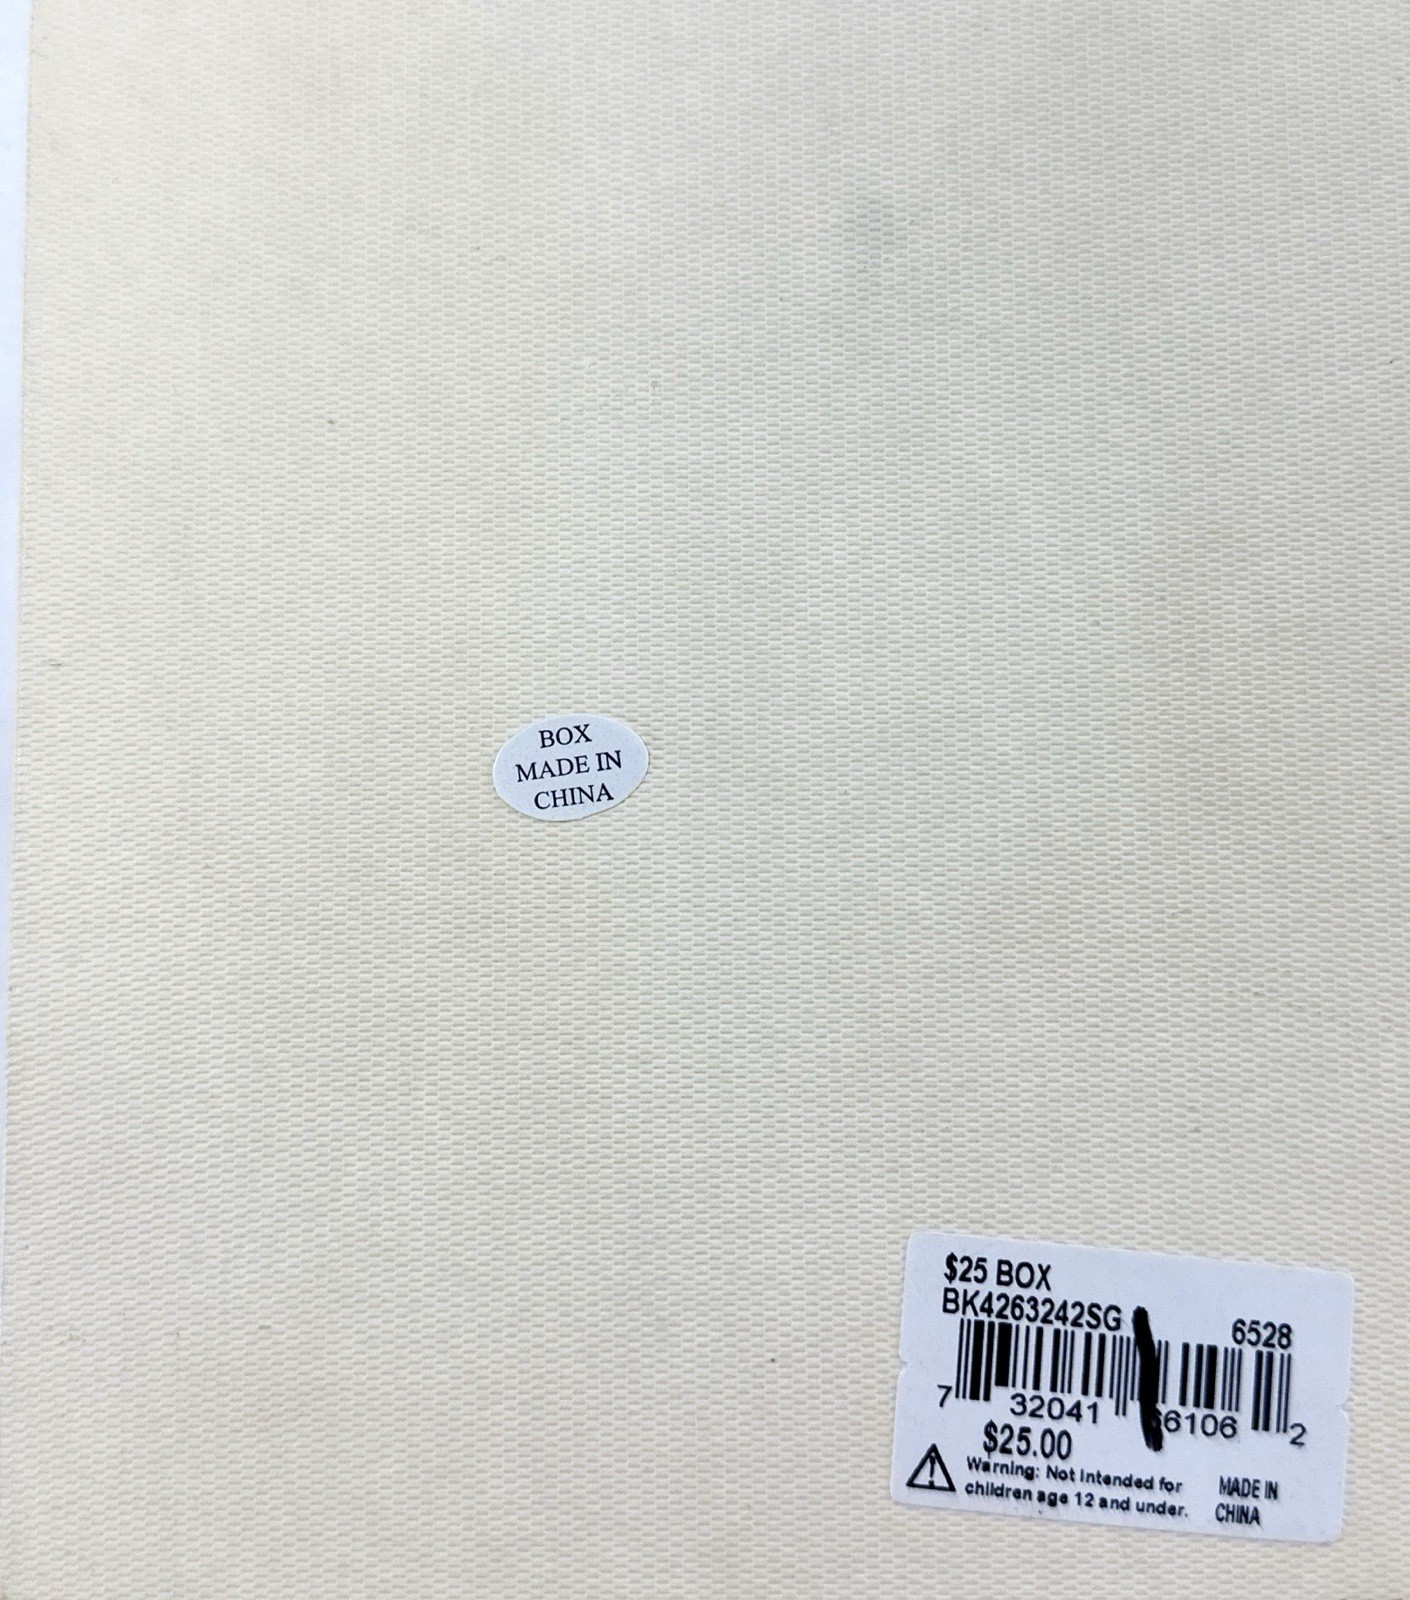 BOX
MADE IN
CHINA
$25 BOX
BK4263242SG
6528
7 32041 66106 2
$25.00
Warning: Not intended for
children age 12 and under.
MADE IN
CHINA